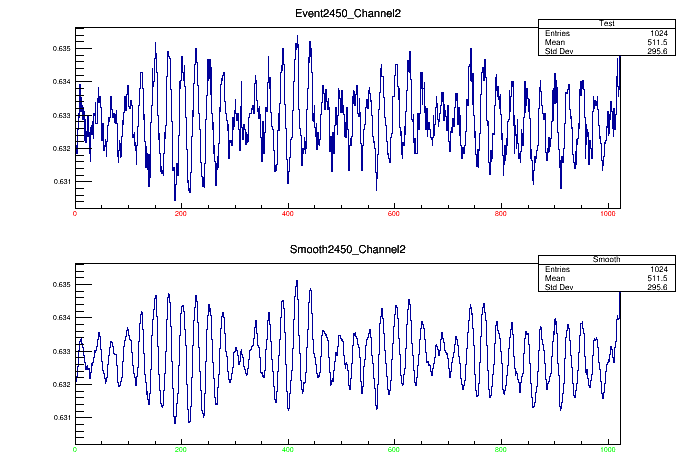 Event2450_Channel2
Test
Entries 1024
Mean 511.5
Std Dev 295.6
0.635
0.634
0.633
0.632
0.631
0 200 400 600 800 1000
Smooth2450_Channel2
Smooth
Entries 1024
Mean 511.5
Std Dev 295.6
0.635
0.634
0.633
0.632
0.631
0 200 400 600 800 1000